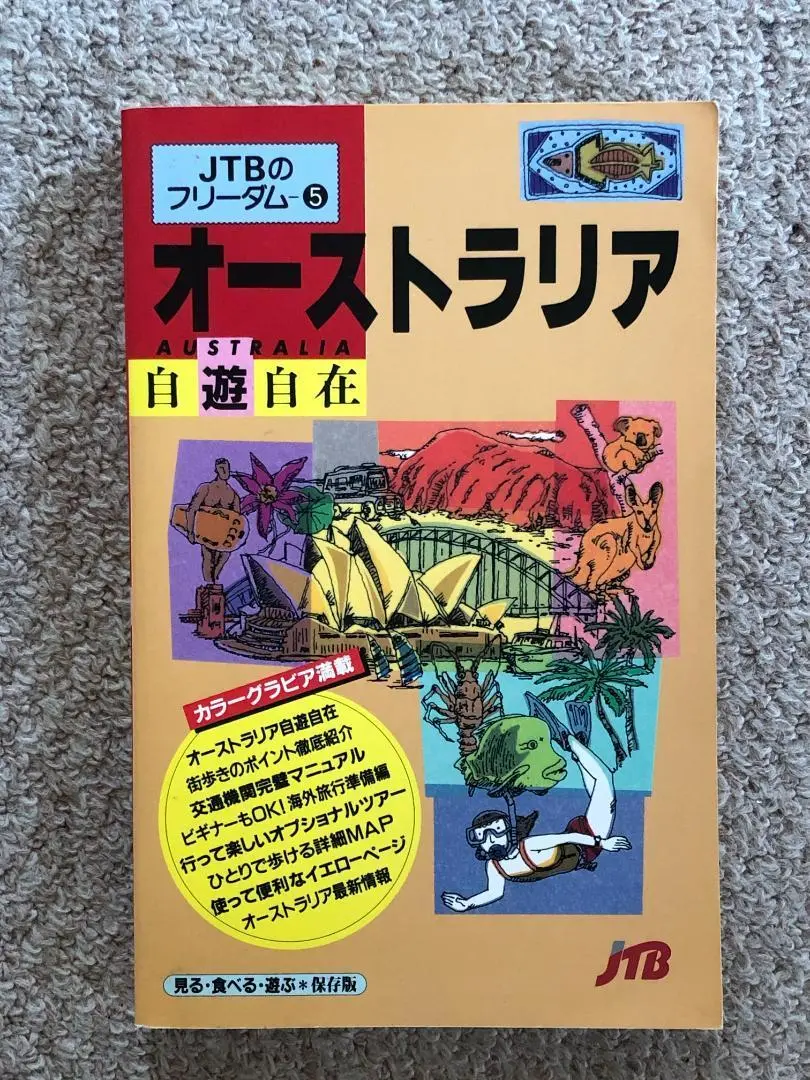 JTBの
フリーダム-❺
オーストラリア
AUSTRALIA
自遊自在
カラーグラビア満載
オーストラリア自遊自在
街歩きのポイント徹底紹介
交通機関完璧マニュアル
ビギナーもOK!海外旅行準備編
行って楽しいオプショナルツアー
ひとりで歩ける詳細MAP
使って便利なイエローページ
オーストラリア最新情報
見る・食べる・遊ぶ*保存版
JTB